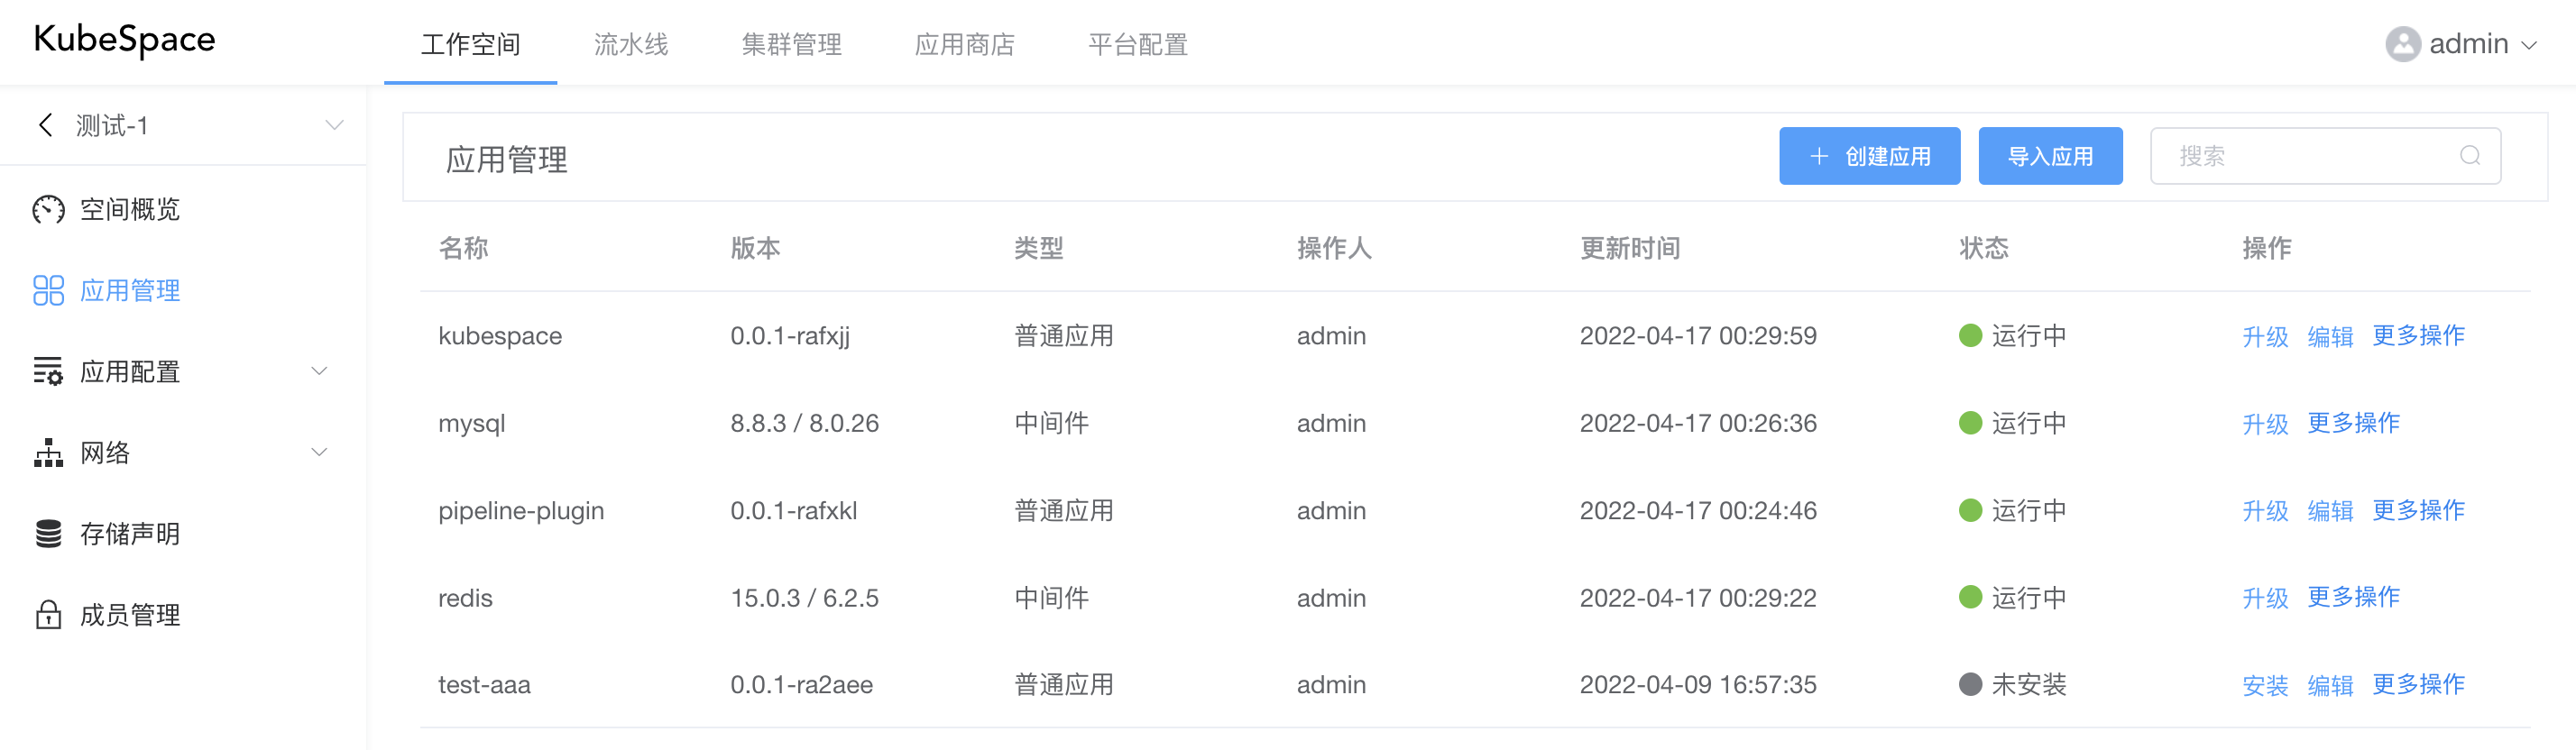 KubeSpace 工作空间 流水线 集群管理 应用商店 平台配置 admin
测试-1
空间概览
应用管理
应用配置
网络
存储声明
成员管理
应用管理 创建应用 导入应用 搜索
名称 版本 类型 操作人 更新时间 状态 操作
kubespace 0.0.1-rafxjj 普通应用 admin 2022-04-17 00:29:59 运行中 升级 编辑 更多操作
mysql 8.8.3 / 8.0.26 中间件 admin 2022-04-17 00:26:36 运行中 升级 更多操作
pipeline-plugin 0.0.1-rafxkl 普通应用 admin 2022-04-17 00:24:46 运行中 升级 编辑 更多操作
redis 15.0.3 / 6.2.5 中间件 admin 2022-04-17 00:29:22 运行中 升级 更多操作
test-aaa 0.0.1-ra2aee 普通应用 admin 2022-04-09 16:57:35 未安装 安装 编辑 更多操作